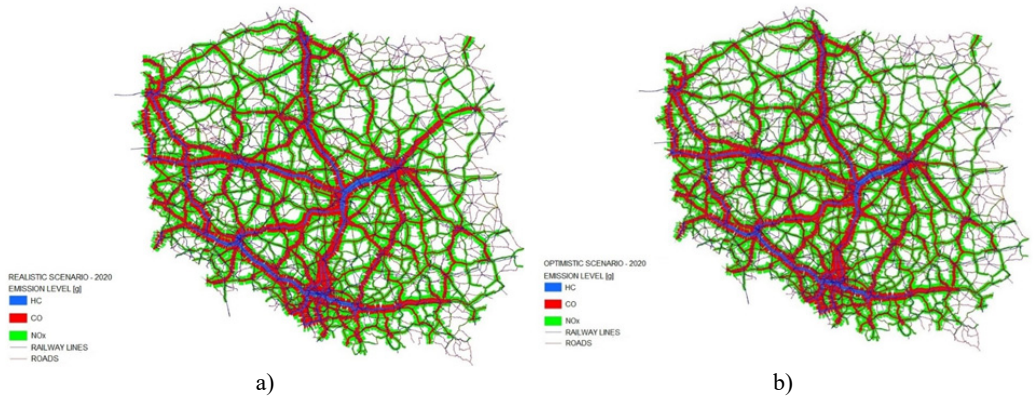 REALISTIC SCENARIO - 2020
EMISSION LEVEL [g]
HC
CO
NOx
RAILWAY LINES
ROADS
a)
OPTIMISTIC SCENARIO - 2020
EMISSION LEVEL [g]
HC
CO
NOx
RAILWAY LINES
ROADS
b)